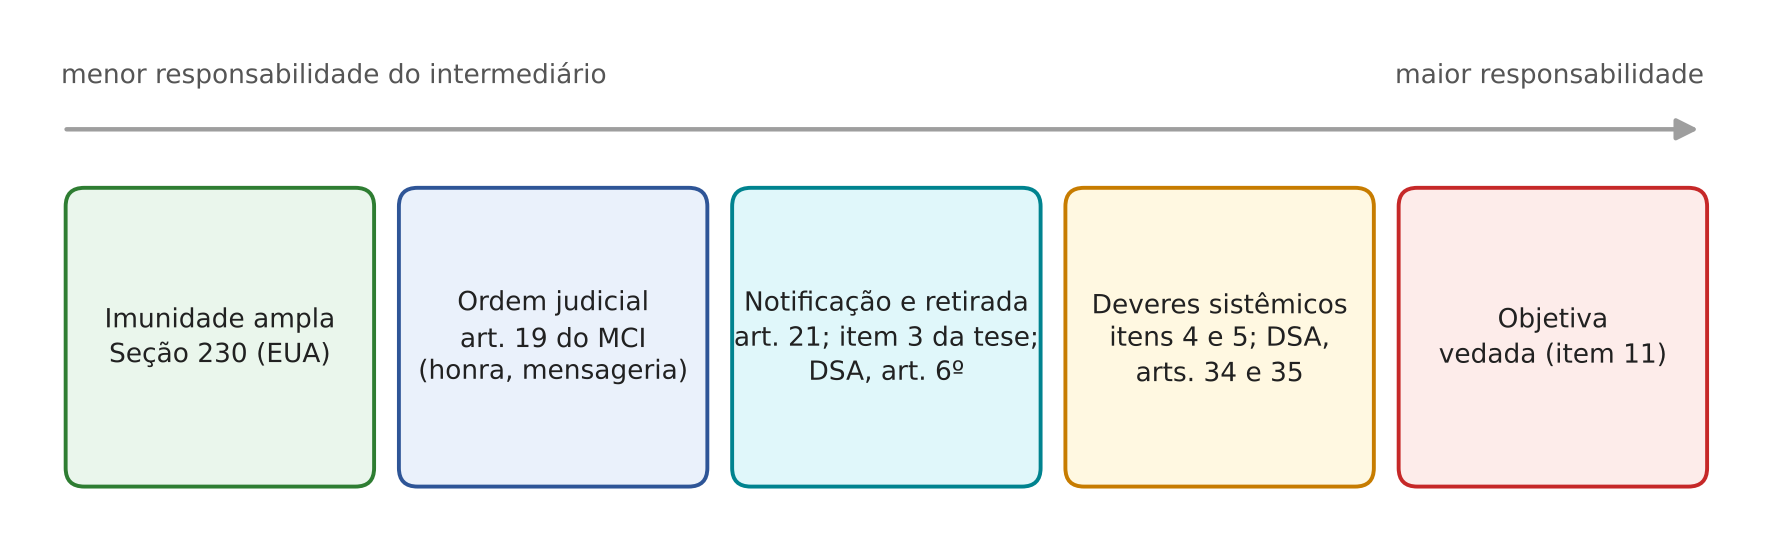 menor responsabilidade do intermediário
maior responsabilidade
Imunidade ampla
Seção 230 (EUA)
Ordem judicial
art. 19 do MCI
(honra, mensageria)
Notificação e retirada
art. 21; item 3 da tese;
DSA, art. 6º
Deveres sistêmicos
itens 4 e 5; DSA,
arts. 34 e 35
Objetiva
vedada (item 11)